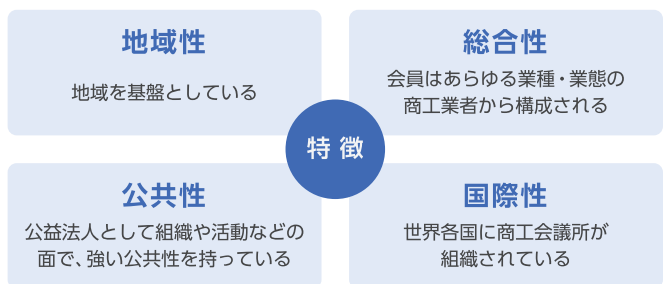 地域性
地域を基盤としている
総合性
会員はあらゆる業種・業態の
商工業者から構成される
特徴
公共性
公益法人として組織や活動などの
面で、強い公共性を持っている
国際性
世界各国に商工会議所が
組織されている